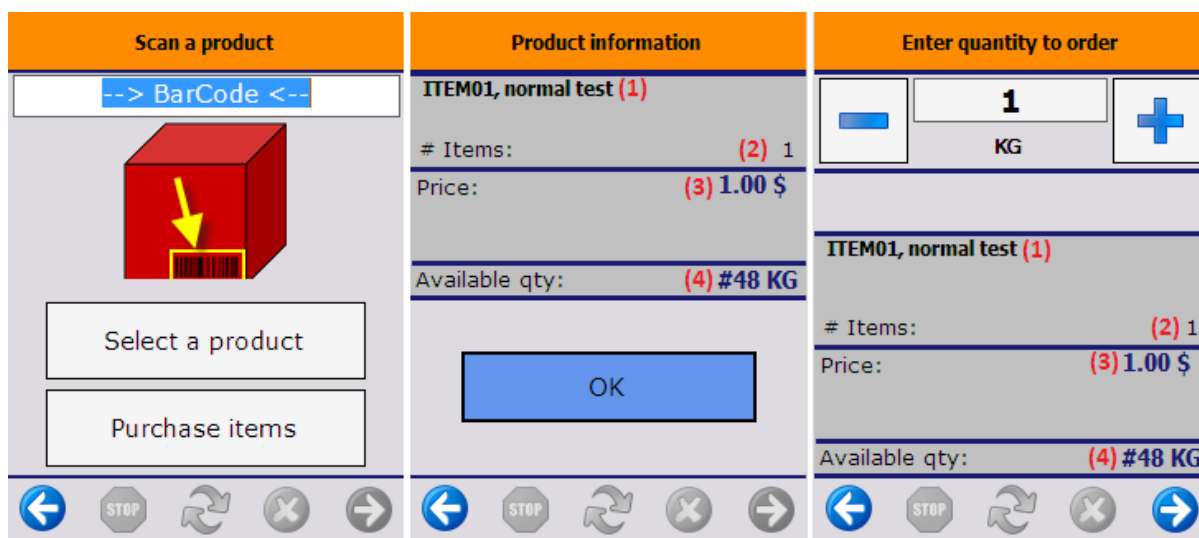 Scan a product
--> BarCode <--
Select a product
Purchase items
STOP
Product information
ITEM01, normal test (1)
# Items: (2) 1
Price: (3) 1.00 $
Available qty: (4) #48 KG
OK
STOP
Enter quantity to order
1
KG
ITEM01, normal test (1)
# Items: (2) 1
Price: (3) 1.00 $
Available qty: (4) #48 KG
STOP